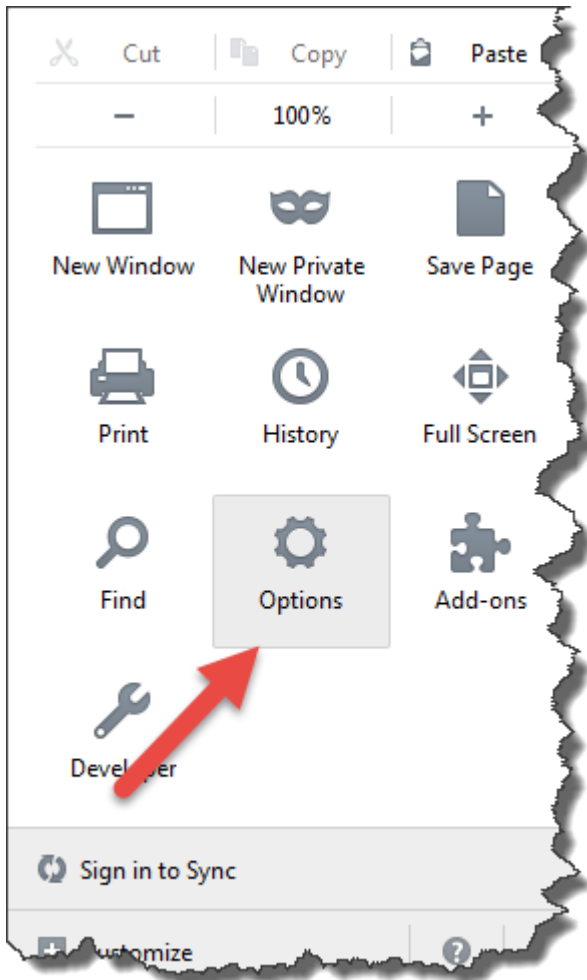 Cut Copy Paste
− 100% +
New Window New Private Window Save Page
Print History Full Screen
Find Options Add-ons
Developer
Sign in to Sync
Customize ?